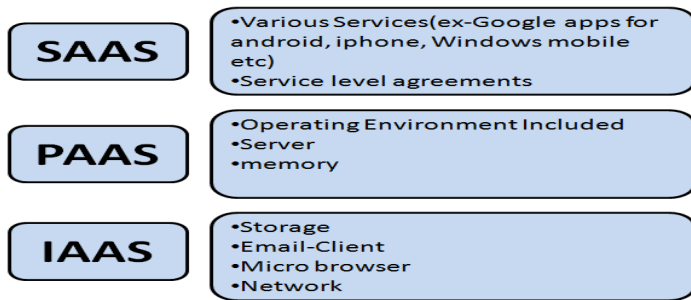 SAAS
•Various Services(ex-Google apps for
android, iphone, Windows mobile
etc)
•Service level agreements
PAAS
•Operating Environment Included
•Server
•memory
IAAS
•Storage
•Email-Client
•Micro browser
•Network